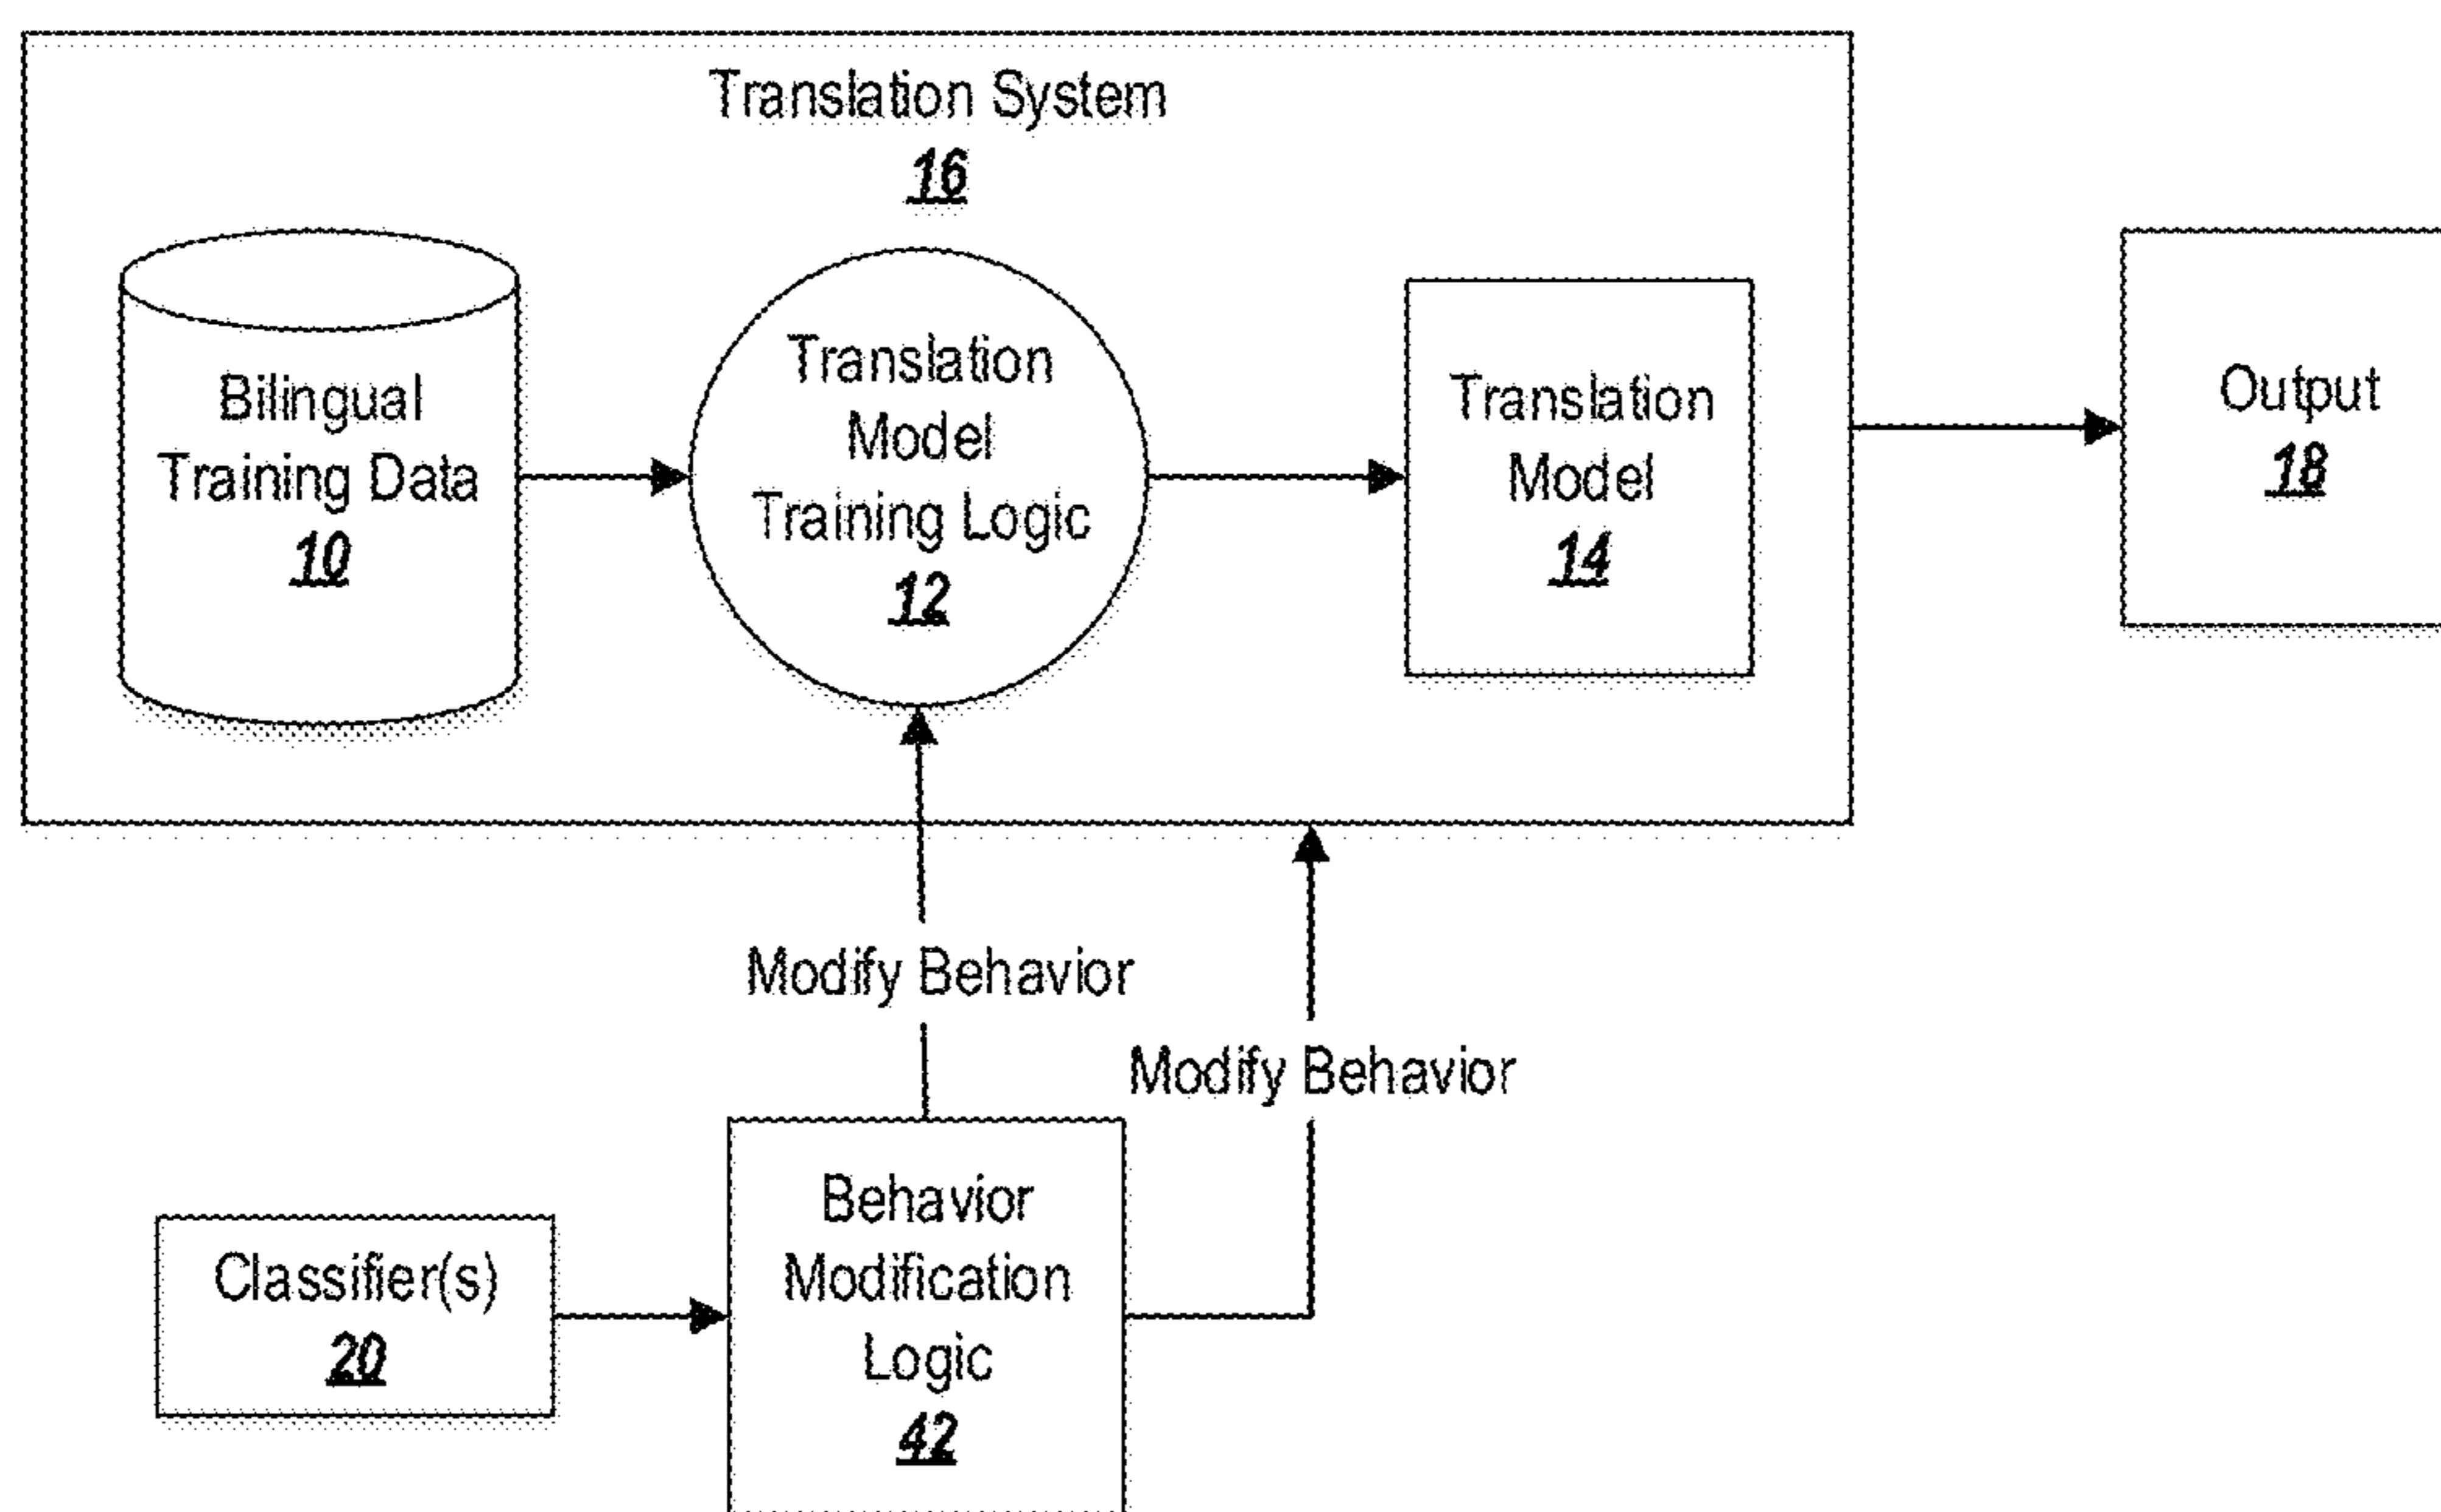 Translation System
16
Bilingual
Training Data
10
Translation
Model
Training Logic
12
Translation
Model
14
Output
18
Modify Behavior
Modify Behavior
Classifier(s)
20
Behavior
Modification
Logic
42